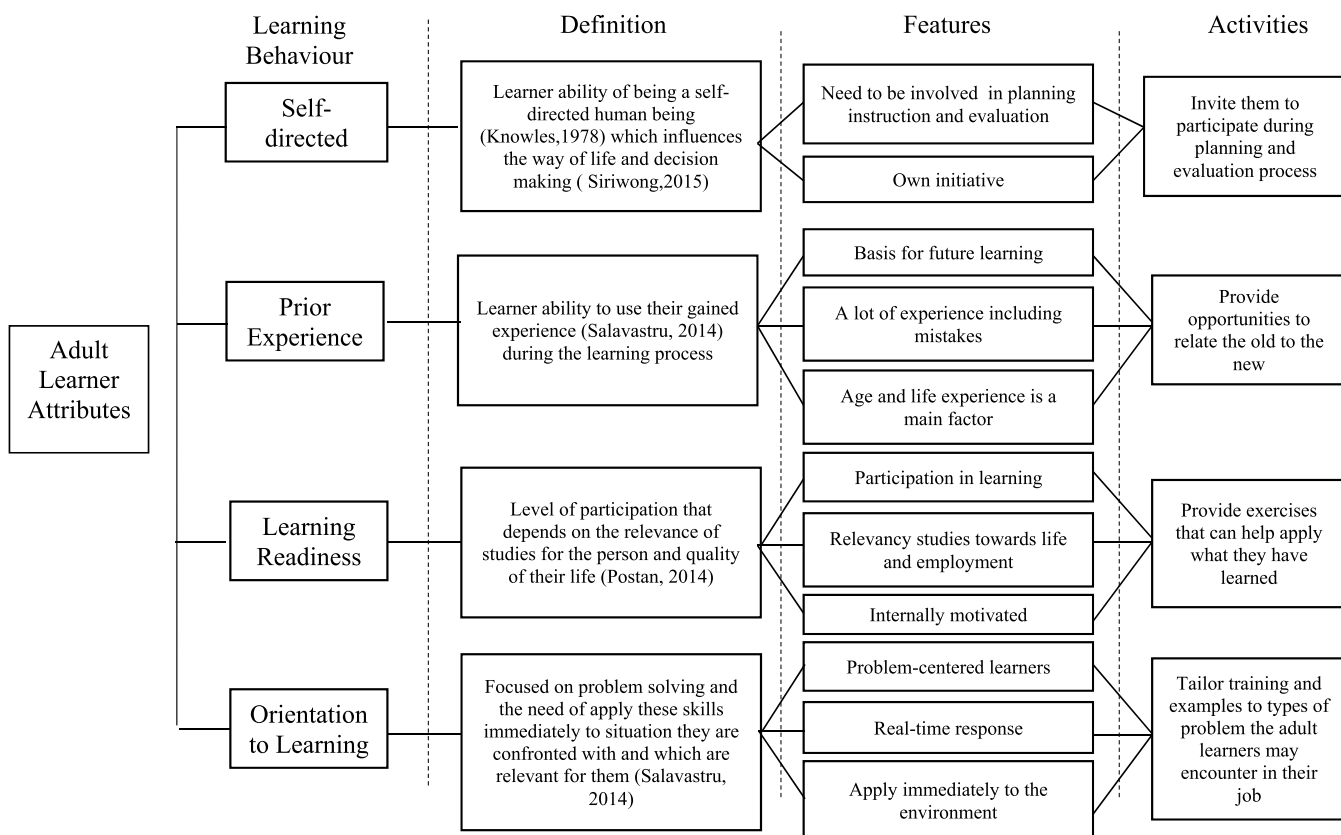 Learning
Behaviour
Definition
Features
Activities
Adult
Learner
Attributes
Self-
directed
Learner ability of being a self-
directed human being
(Knowles,1978) which influences
the way of life and decision
making ( Siriwong,2015)
Need to be involved in planning
instruction and evaluation
Own initiative
Invite them to
participate during
planning and
evaluation process
Prior
Experience
Learner ability to use their gained
experience (Salavastru, 2014)
during the learning process
Basis for future learning
A lot of experience including
mistakes
Age and life experience is a
main factor
Provide
opportunities to
relate the old to the
new
Learning
Readiness
Level of participation that
depends on the relevance of
studies for the person and quality
of their life (Postan, 2014)
Participation in learning
Relevancy studies towards life
and employment
Internally motivated
Provide exercises
that can help apply
what they have
learned
Orientation
to Learning
Focused on problem solving and
the need of apply these skills
immediately to situation they are
confronted with and which are
relevant for them (Salavastru,
2014)
Problem-centered learners
Real-time response
Apply immediately to the
environment
Tailor training and
examples to types of
problem the adult
learners may
encounter in their
job